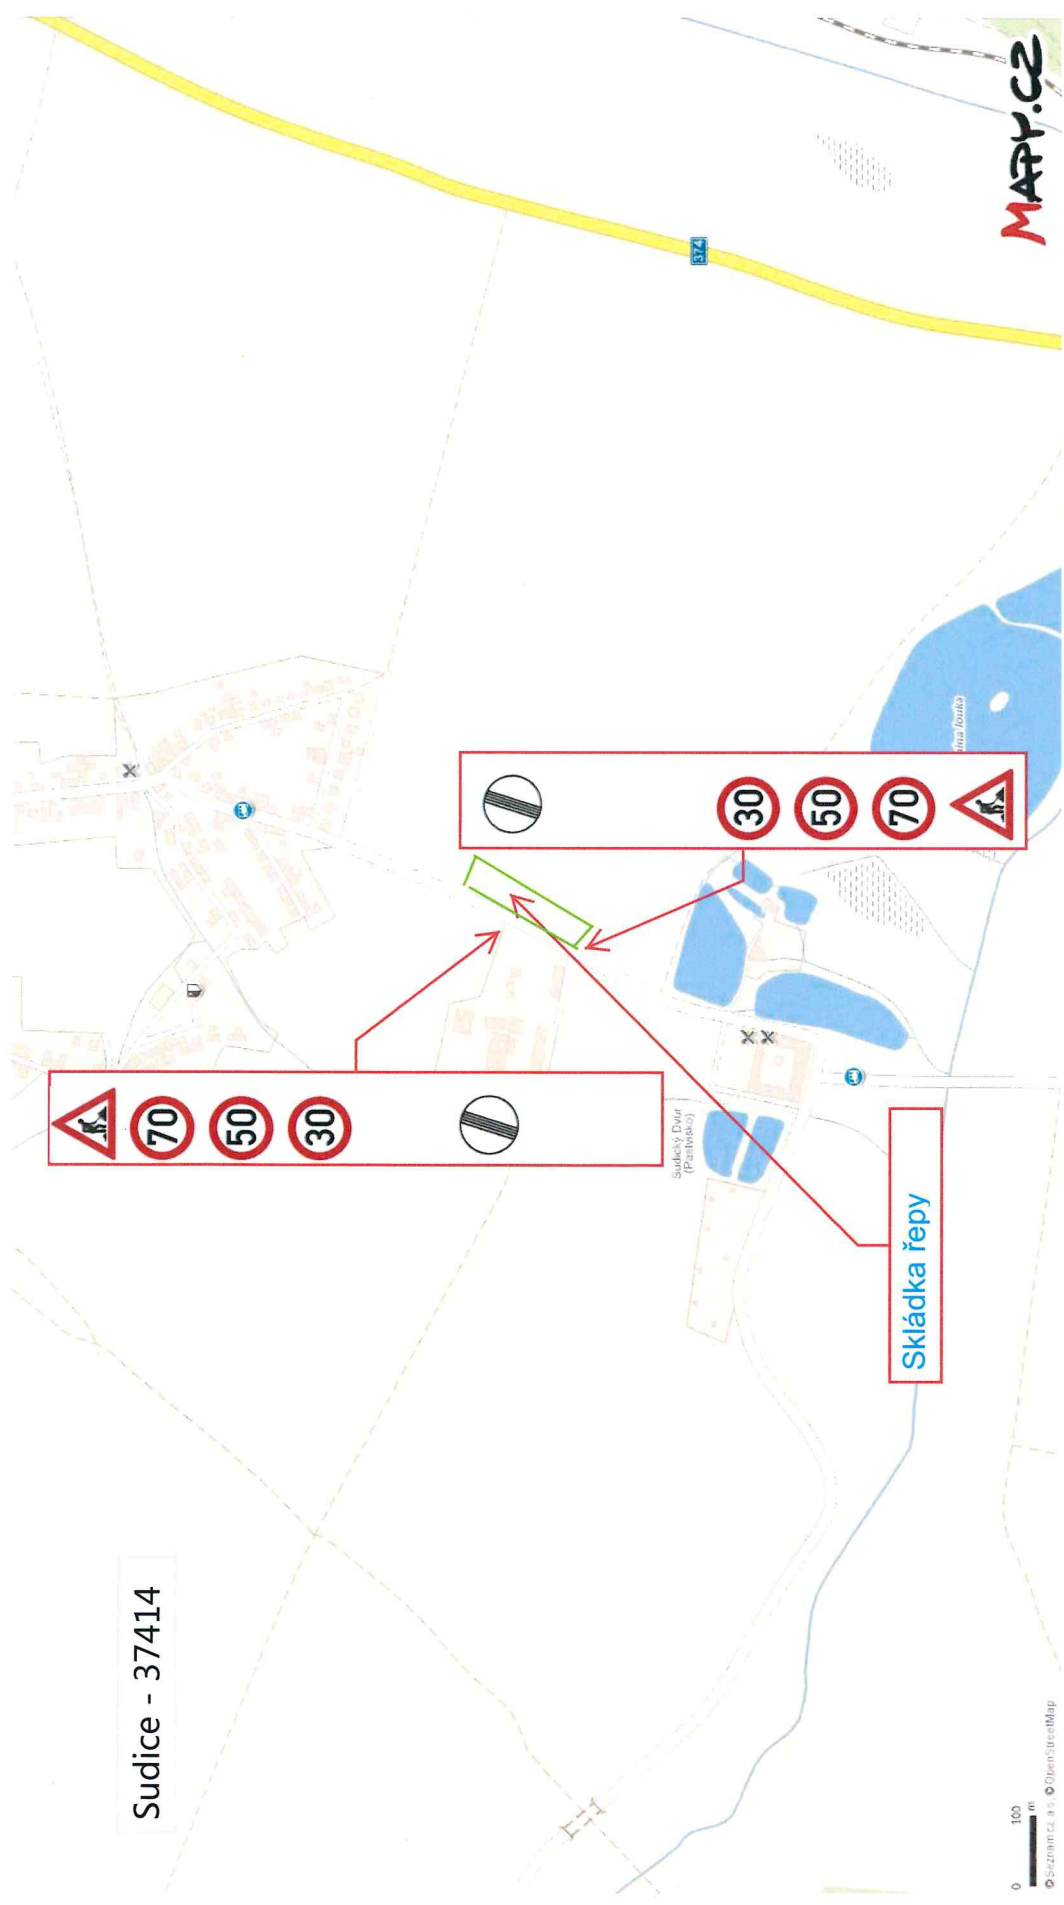 Sudice - 37414
70
50
30
30
50
70
374
Sudický Dvůr
(Pastvisko)
Skládka řepy
0 100
m
© Seznam.cz, a.s., © OpenStreetMap
MAPY.CZ